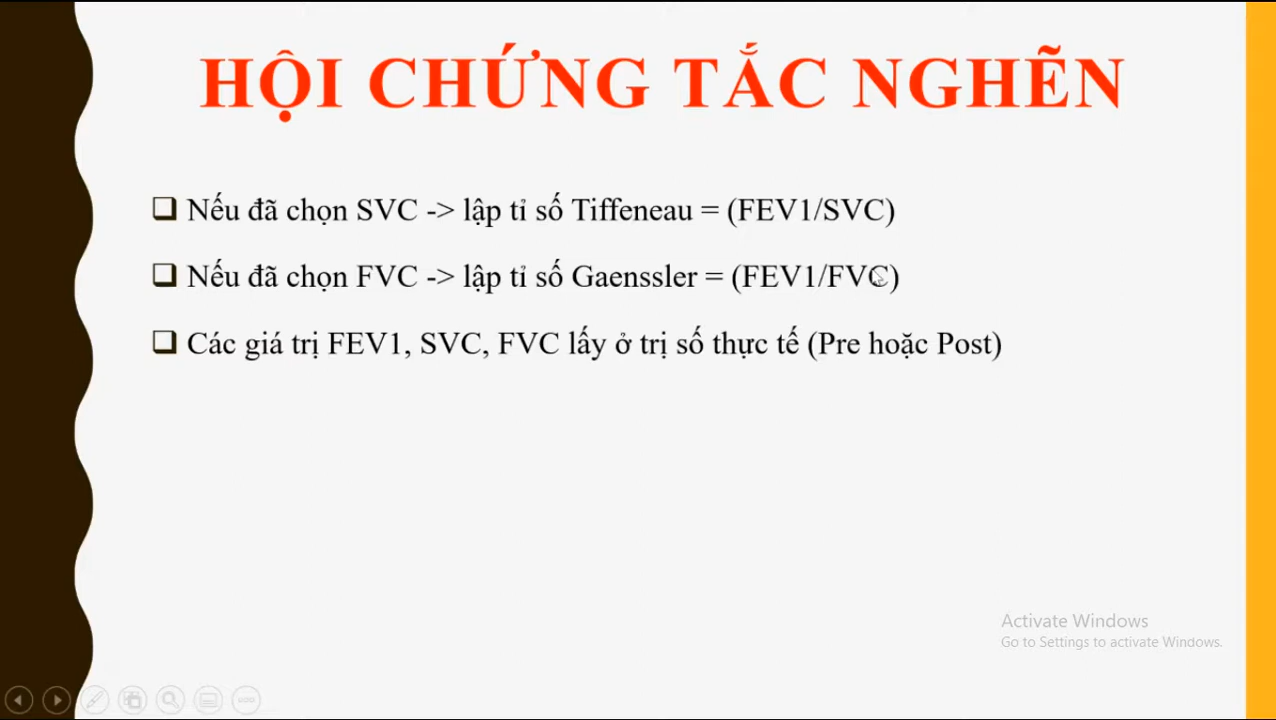 HỘI CHỨNG TẮC NGHẼN
Nếu đã chọn SVC -> lập tỉ số Tiffeneau = (FEV1/SVC)
Nếu đã chọn FVC -> lập tỉ số Gaenssler = (FEV1/FVC)
Các giá trị FEV1, SVC, FVC lấy ở trị số thực tế (Pre hoặc Post)
Activate Windows
Go to Settings to activate Windows.